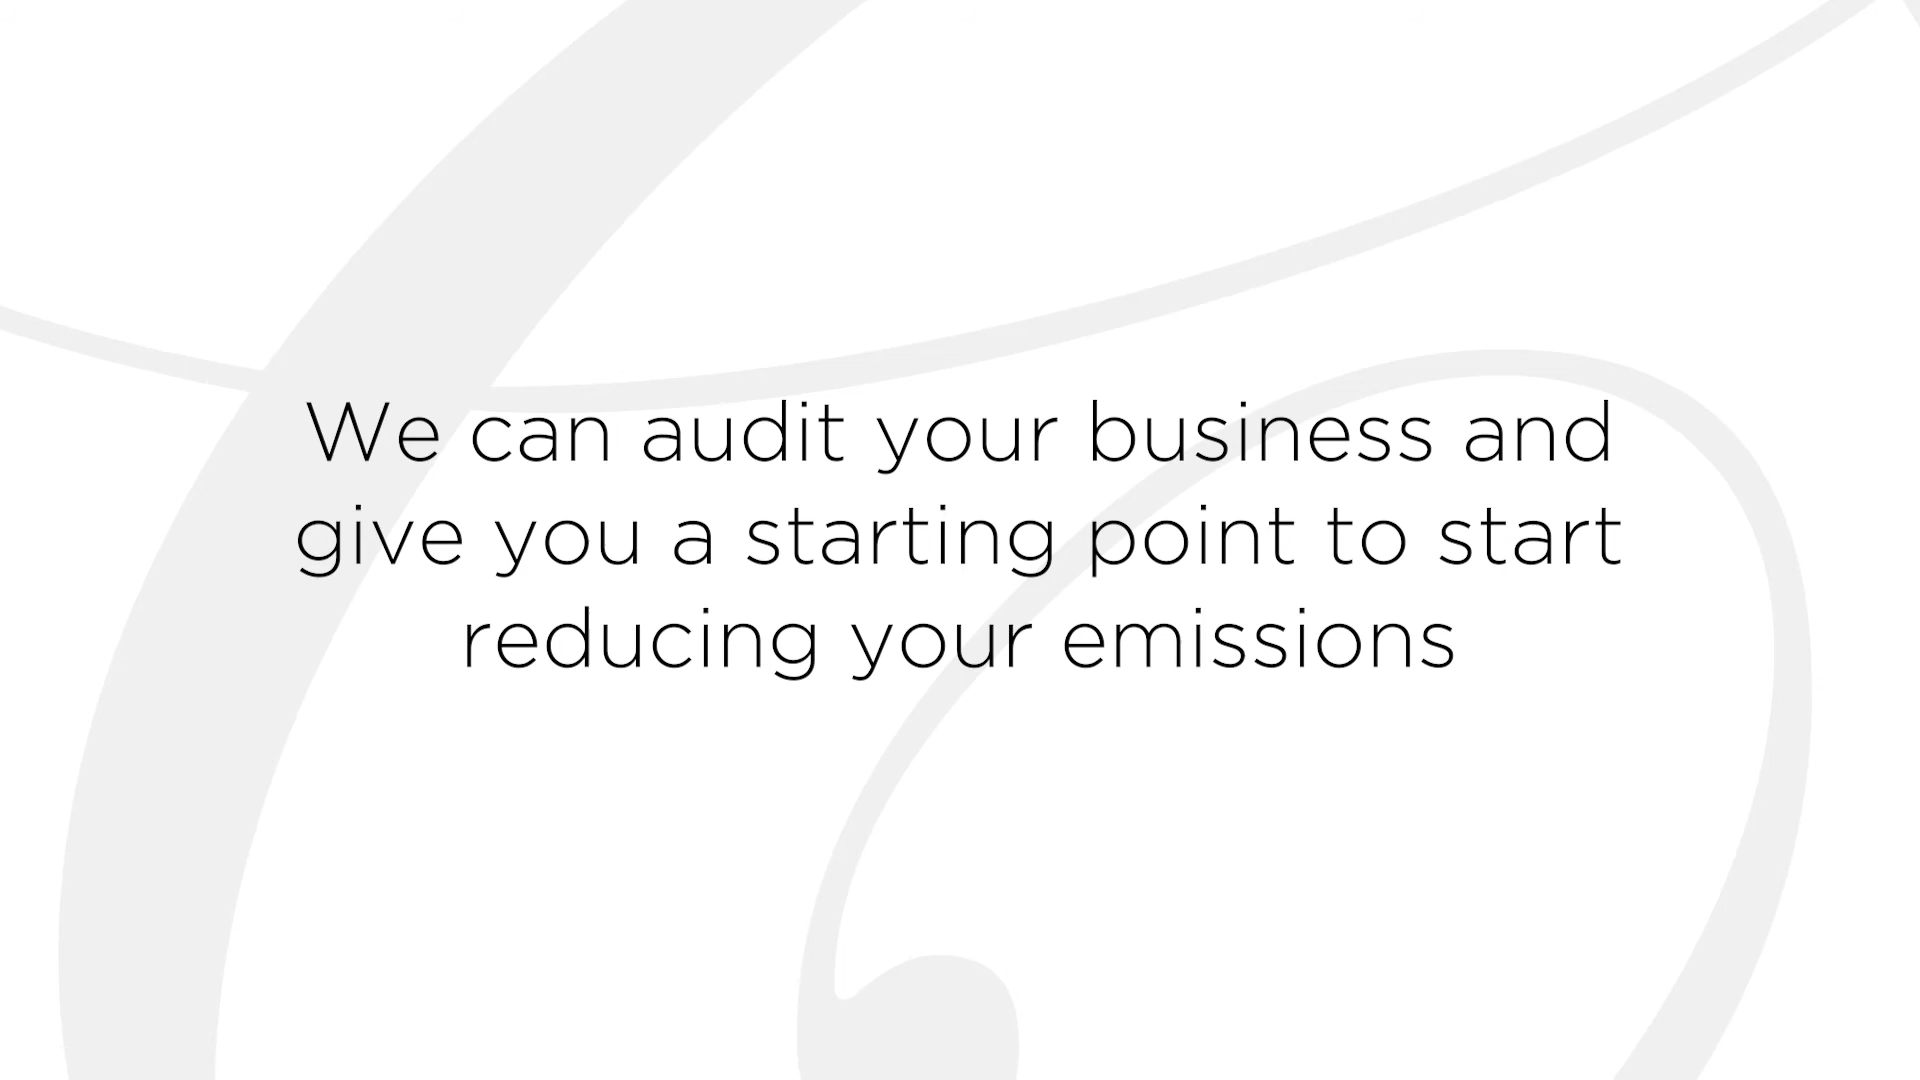 We can audit your business and
give you a starting point to start
reducing your emissions